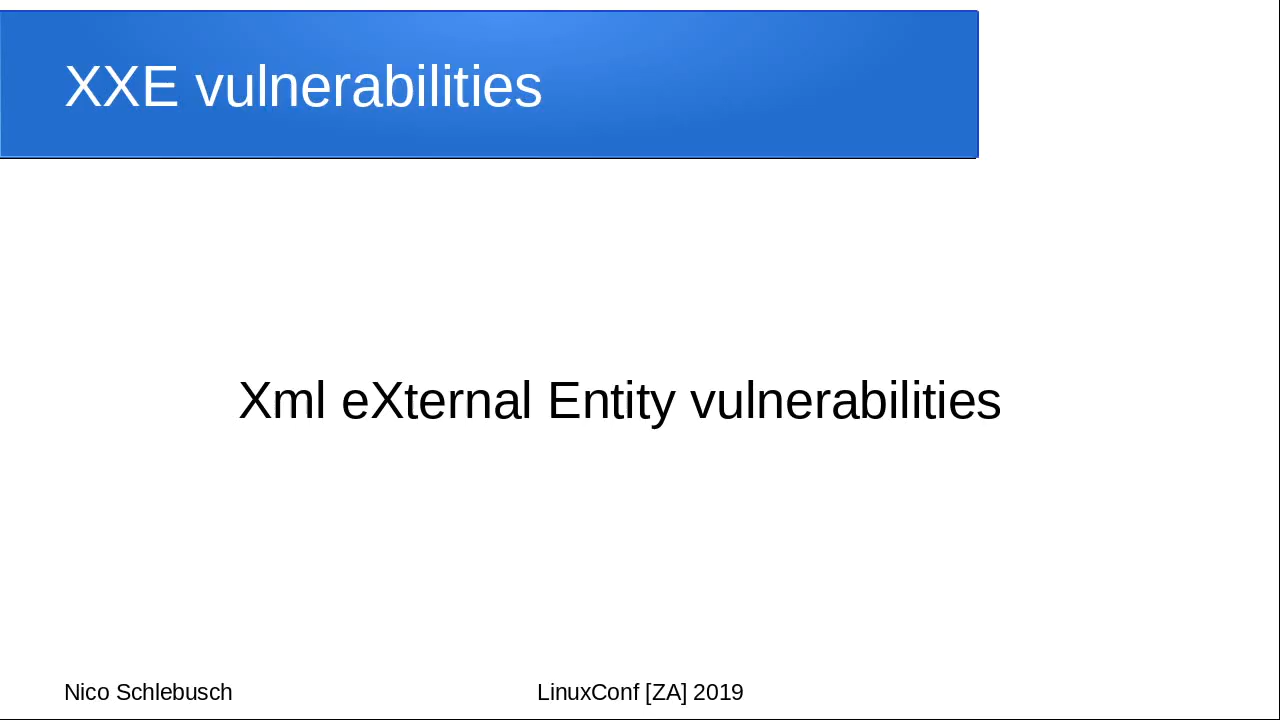 XXE vulnerabilities
Xml eXternal Entity vulnerabilities
Nico Schlebusch
LinuxConf [ZA] 2019